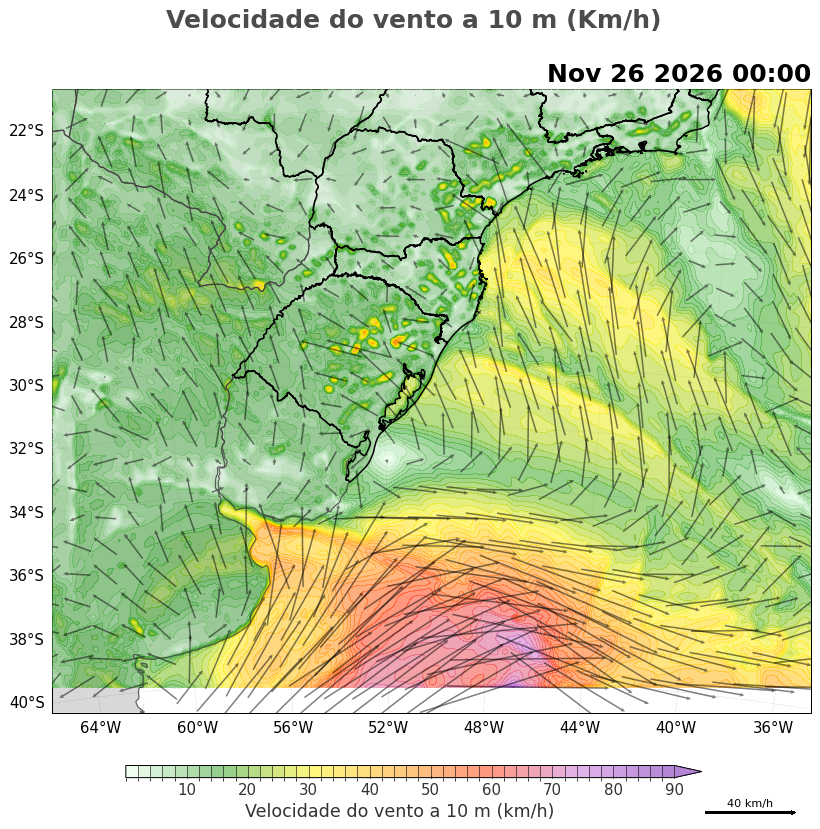 Velocidade do vento a 10 m (Km/h)
Nov 26 2026 00:00
22°S
24°S
26°S
28°S
30°S
32°S
34°S
36°S
38°S
40°S
64°W 60°W 56°W 52°W 48°W 44°W 40°W 36°W
10 20 30 40 50 60 70 80 90
40 km/h
Velocidade do vento a 10 m (km/h)